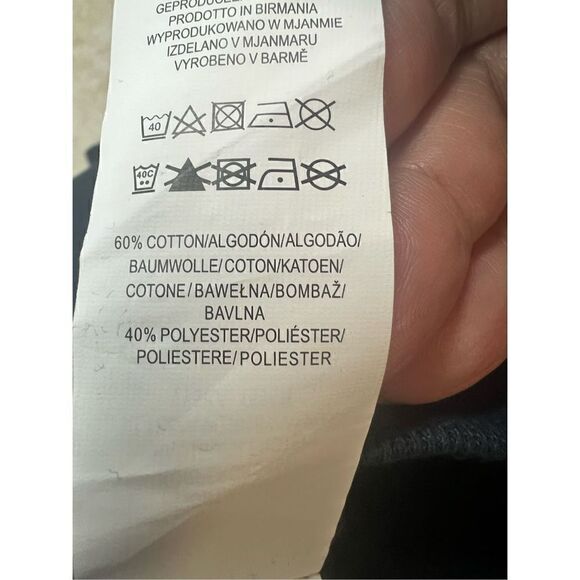 PRODOTTO IN BIRMANIA
WYPRODUKOWANO W MJANMIE
IZDELANO V MJANMARU
VYROBENO V BARMĚ
40
40C
60% COTTON/ALGODÓN/ALGODÃO/
BAUMWOLLE/COTON/KATOEN/
COTONE/BAWEŁNA/BOMBAŽ/
BAVLNA
40% POLYESTER/POLIÉSTER/
POLIESTERE/POLIESTER